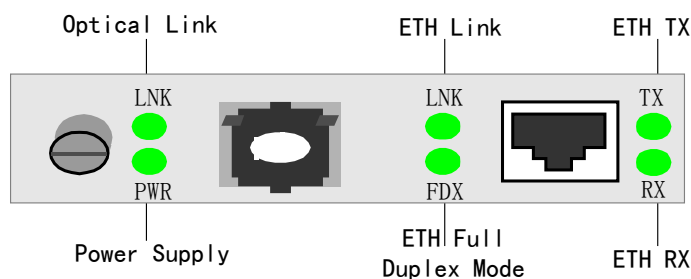 Optical Link
ETH Link
ETH TX
LNK
LNK
TX
PWR
FDX
RX
Power Supply
ETH Full
Duplex Mode
ETH RX